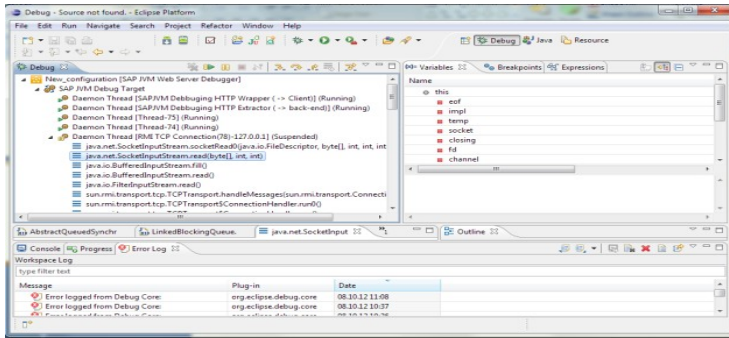 Debug - Source not found. - Eclipse Platform
File Edit Run Navigate Search Project Refactor Window Help
Debug Java Resource
Debug
New_configuration [SAP JVM Web Server Debugger]
SAP JVM Debug Target
Daemon Thread [SAPJVM Debbuging HTTP Wrapper ( -> Client)] (Running)
Daemon Thread [SAPJVM Debbuging HTTP Extractor ( -> back-end)] (Running)
Daemon Thread [Thread-75] (Running)
Daemon Thread [Thread-74] (Running)
Daemon Thread [RMI TCP Connection(78)-127.0.0.1] (Suspended)
java.net.SocketInputStream.socketRead0(java.io.FileDescriptor, byte[], int, int, int
java.net.SocketInputStream.read(byte[], int, int)
java.io.BufferedInputStream.fill()
java.io.BufferedInputStream.read()
java.io.FilterInputStream.read()
sun.rmi.transport.tcp.TCPTransport.handleMessages(sun.rmi.transport.Connecti
sun.rmi.transport.tcp.TCPTransport$ConnectionHandler.run0()
(x)= Variables Breakpoints Expressions
Name
this
eof
impl
temp
socket
closing
fd
channel
AbstractQueuedSynchr LinkedBlockingQueue. java.net.SocketInput
Outline
Console Progress Error Log
Workspace Log
type filter text
Message Plug-in Date
Error logged from Debug Core: org.eclipse.debug.core 08.10.12 11:08
Error logged from Debug Core: org.eclipse.debug.core 08.10.12 10:37